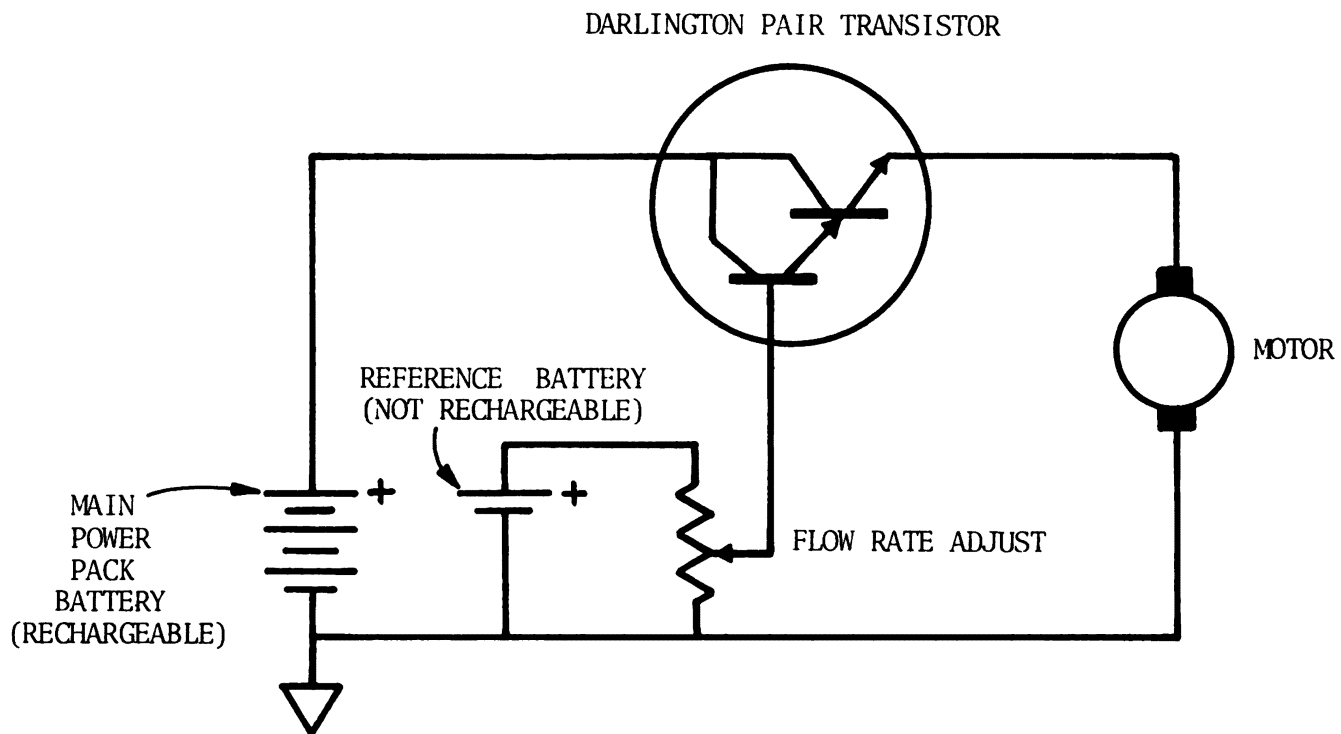 DARLINGTON PAIR TRANSISTOR
REFERENCE BATTERY
(NOT RECHARGEABLE)
MOTOR
+
+
MAIN
POWER
PACK
BATTERY
(RECHARGEABLE)
FLOW RATE ADJUST